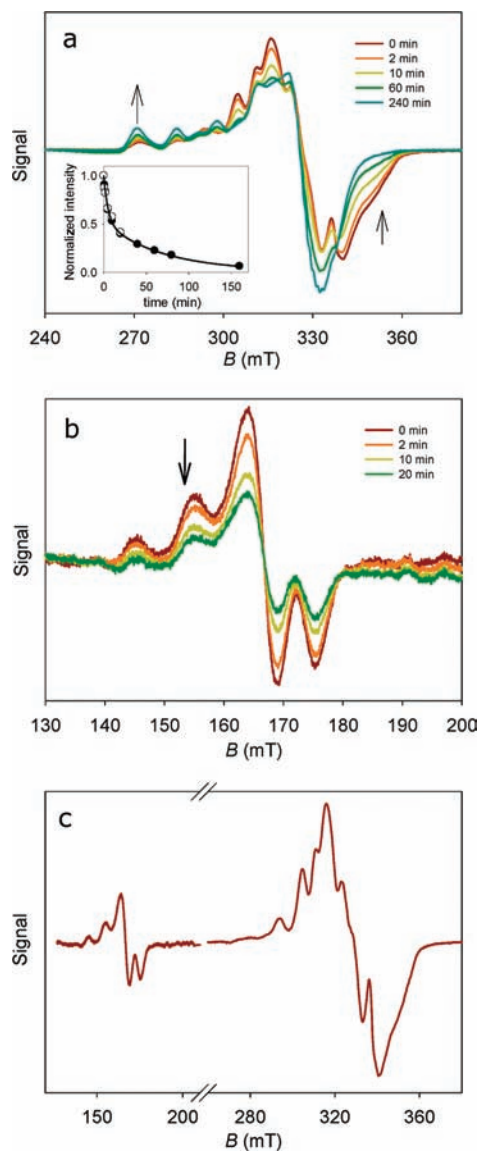 a
0 min
2 min
10 min
60 min
240 min
Signal
Normalized intensity
1.0
0.5
0.0
0 50 100 150
time (min)
240 270 300 330 360
B (mT)
b
0 min
2 min
10 min
20 min
Signal
130 140 150 160 170 180 190 200
B (mT)
c
Signal
150 200 280 320 360
B (mT)